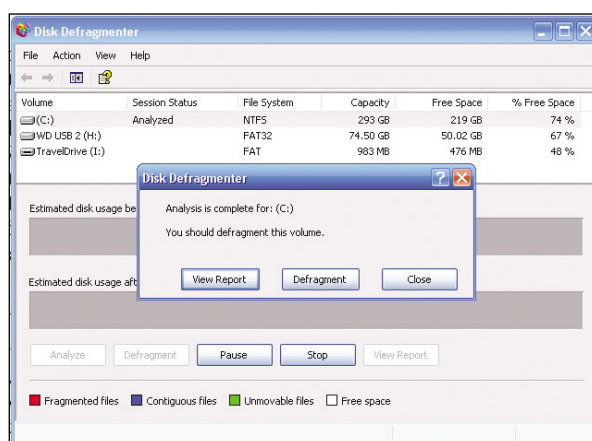 Disk Defragmenter
File Action View Help
Volume Session Status File System Capacity Free Space % Free Space
(C:) Analyzed NTFS 293 GB 219 GB 74 %
WD USB 2 (H:) FAT32 74.50 GB 50.02 GB 67 %
TravelDrive (I:) FAT 983 MB 476 MB 48 %
Disk Defragmenter
Analysis is complete for: (C:)
You should defragment this volume.
View Report Defragment Close
Estimated disk usage be
Estimated disk usage aft
Analyze Defragment Pause Stop View Report
Fragmented files Contiguous files Unmovable files Free space